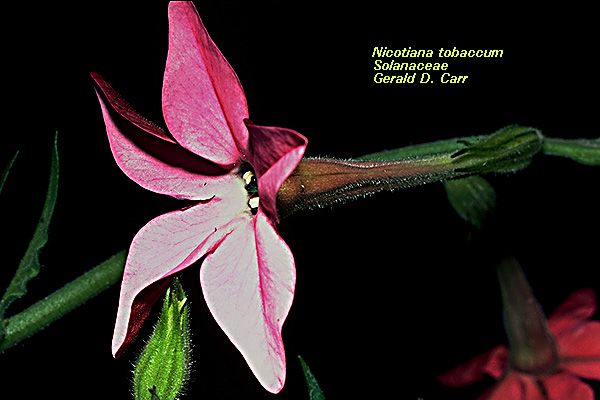 Nicotiana tobaccum
Solanaceae
Gerald D. Carr